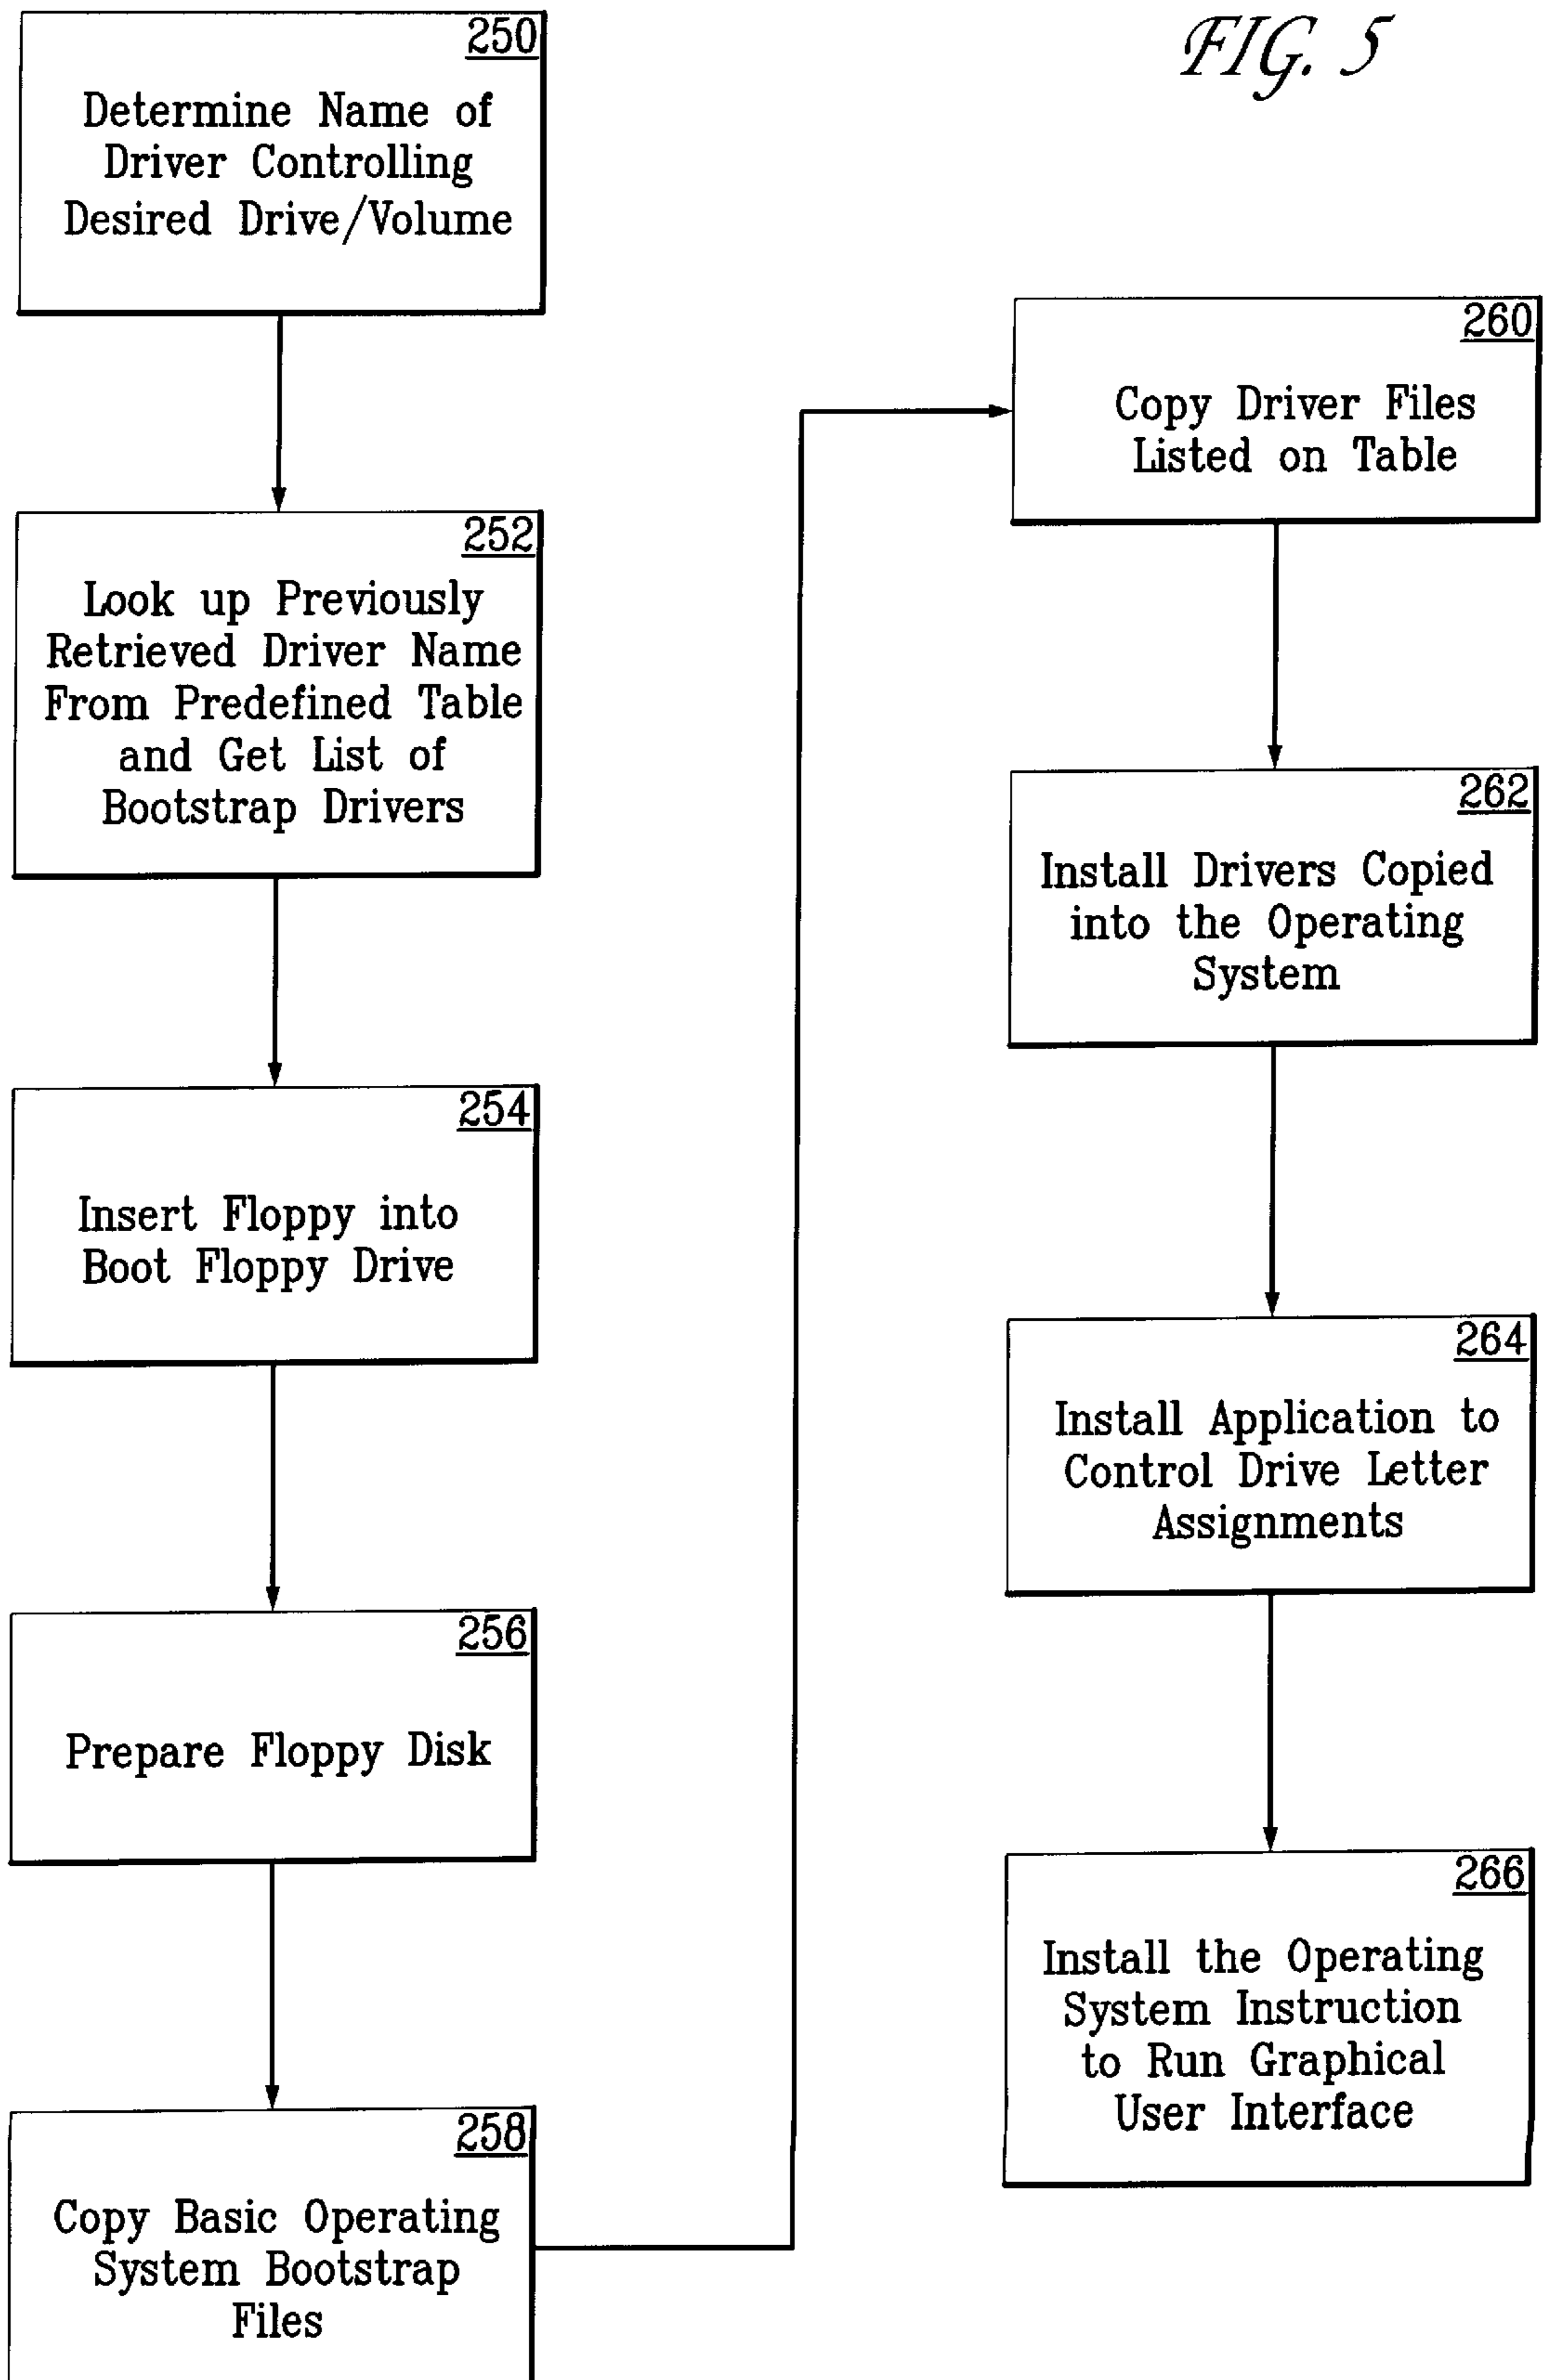 FIG. 5
250
Determine Name of
Driver Controlling
Desired Drive/Volume
252
Look up Previously
Retrieved Driver Name
From Predefined Table
and Get List of
Bootstrap Drivers
254
Insert Floppy into
Boot Floppy Drive
256
Prepare Floppy Disk
258
Copy Basic Operating
System Bootstrap
Files
260
Copy Driver Files
Listed on Table
262
Install Drivers Copied
into the Operating
System
264
Install Application to
Control Drive Letter
Assignments
266
Install the Operating
System Instruction
to Run Graphical
User Interface